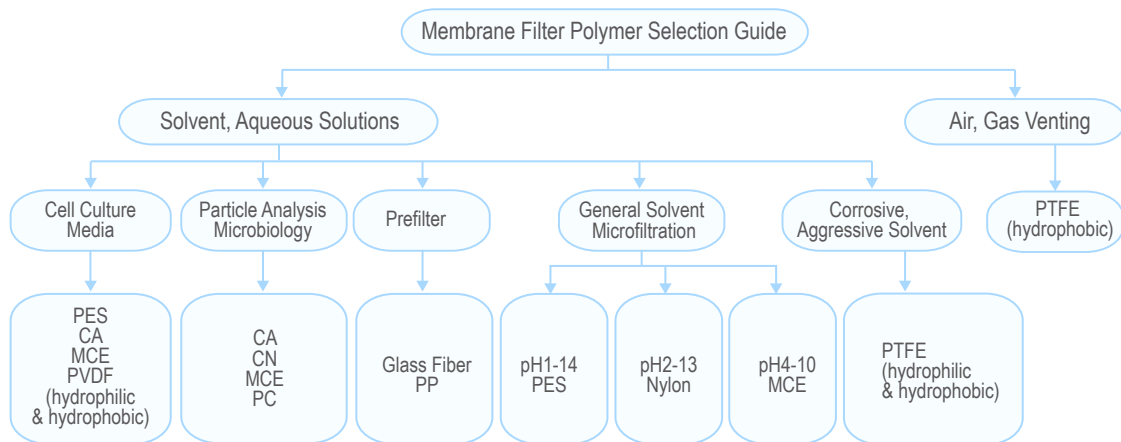 Membrane Filter Polymer Selection Guide
Solvent, Aqueous Solutions
Air, Gas Venting
Cell Culture
Media
Particle Analysis
Microbiology
Prefilter
General Solvent
Microfiltration
Corrosive,
Aggressive Solvent
PTFE
(hydrophobic)
PES
CA
MCE
PVDF
(hydrophilic
& hydrophobic)
CA
CN
MCE
PC
Glass Fiber
PP
pH1-14
PES
pH2-13
Nylon
pH4-10
MCE
PTFE
(hydrophilic
& hydrophobic)